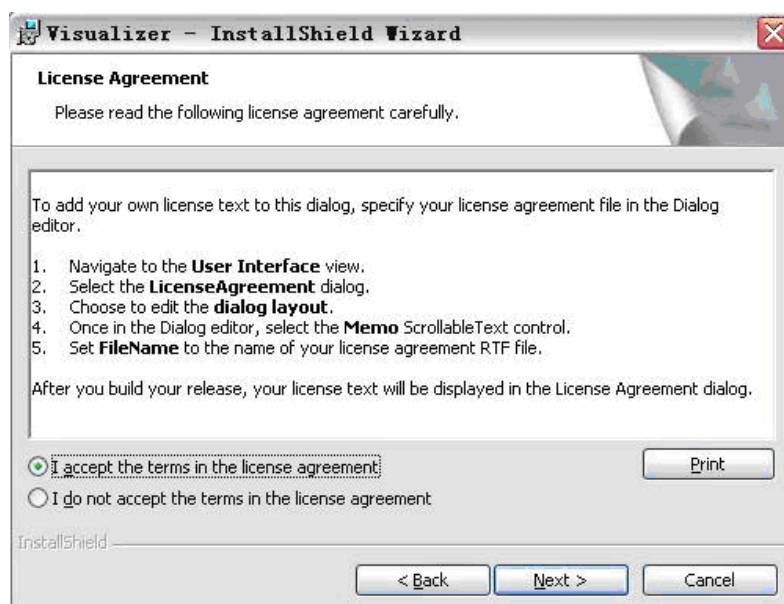 Visualizer - InstallShield Wizard
License Agreement
Please read the following license agreement carefully.
To add your own license text to this dialog, specify your license agreement file in the Dialog
editor.
1. Navigate to the User Interface view.
2. Select the LicenseAgreement dialog.
3. Choose to edit the dialog layout.
4. Once in the Dialog editor, select the Memo ScrollableText control.
5. Set FileName to the name of your license agreement RTF file.
After you build your release, your license text will be displayed in the License Agreement dialog.
I accept the terms in the license agreement
Print
I do not accept the terms in the license agreement
InstallShield
< Back
Next >
Cancel